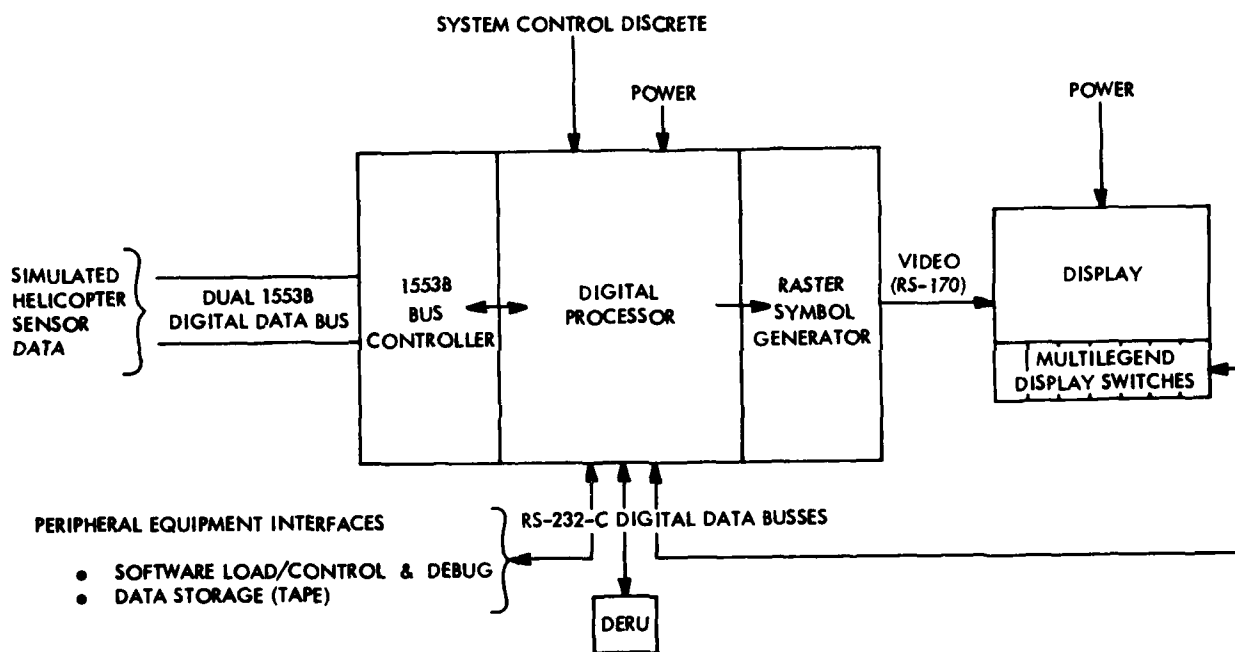 SYSTEM CONTROL DISCRETE
POWER
POWER
SIMULATED
HELICOPTER
SENSOR
DATA
DUAL 1553B
DIGITAL DATA BUS
1553B
BUS
CONTROLLER
DIGITAL
PROCESSOR
RASTER
SYMBOL
GENERATOR
VIDEO
(RS-170)
DISPLAY
MULTILEGEND
DISPLAY SWITCHES
PERIPHERAL EQUIPMENT INTERFACES
RS-232-C DIGITAL DATA BUSSES
● SOFTWARE LOAD/CONTROL & DEBUG
● DATA STORAGE (TAPE)
DERU